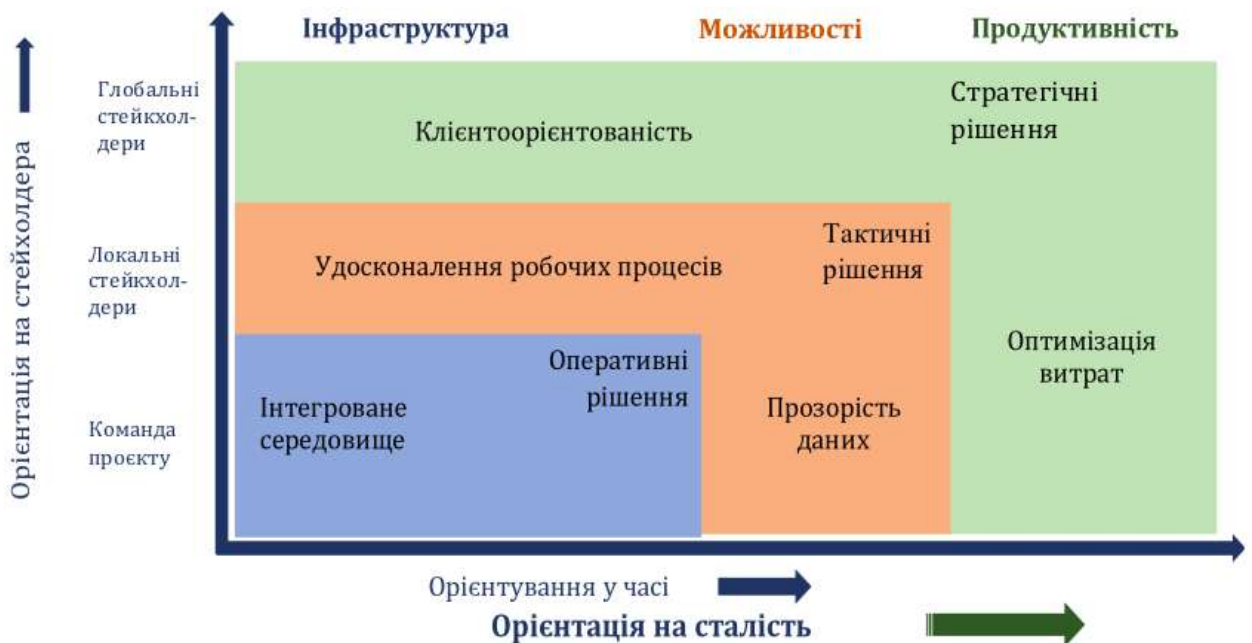 Інфраструктура
Можливості
Продуктивність
Орієнтація на стейхолдера
Глобальні
стейкхол-
дери
Клієнтоорієнтованість
Стратегічні
рішення
Локальні
стейкхол-
дери
Удосконалення робочих процесів
Тактичні
рішення
Команда
проєкту
Інтегроване
середовище
Оперативні
рішення
Прозорість
даних
Оптимізація
витрат
Орієнтування у часі
Орієнтація на сталість